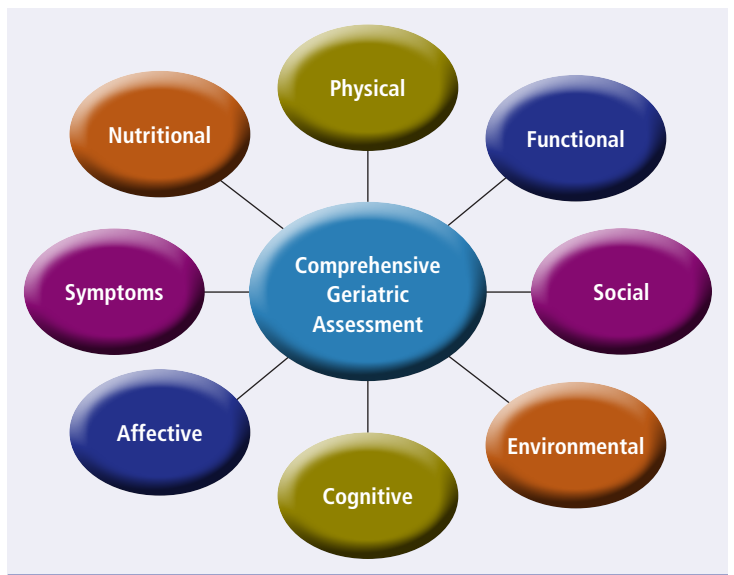 Physical
Nutritional
Functional
Comprehensive
Geriatric
Assessment
Symptoms
Social
Affective
Environmental
Cognitive